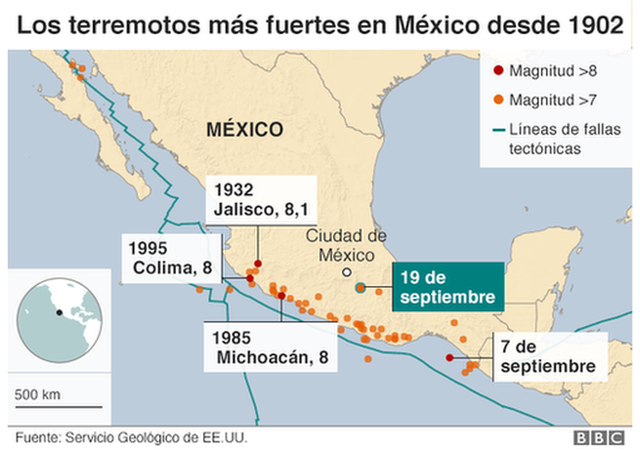 Los terremotos más fuertes en México desde 1902
Magnitud >8
Magnitud >7
Líneas de fallas
tectónicas
MÉXICO
1932
Jalisco, 8,1
Ciudad de
México
1995
Colima, 8
19 de
septiembre
1985
Michoacán, 8
7 de
septiembre
500 km
Fuente: Servicio Geológico de EE.UU.
BBC